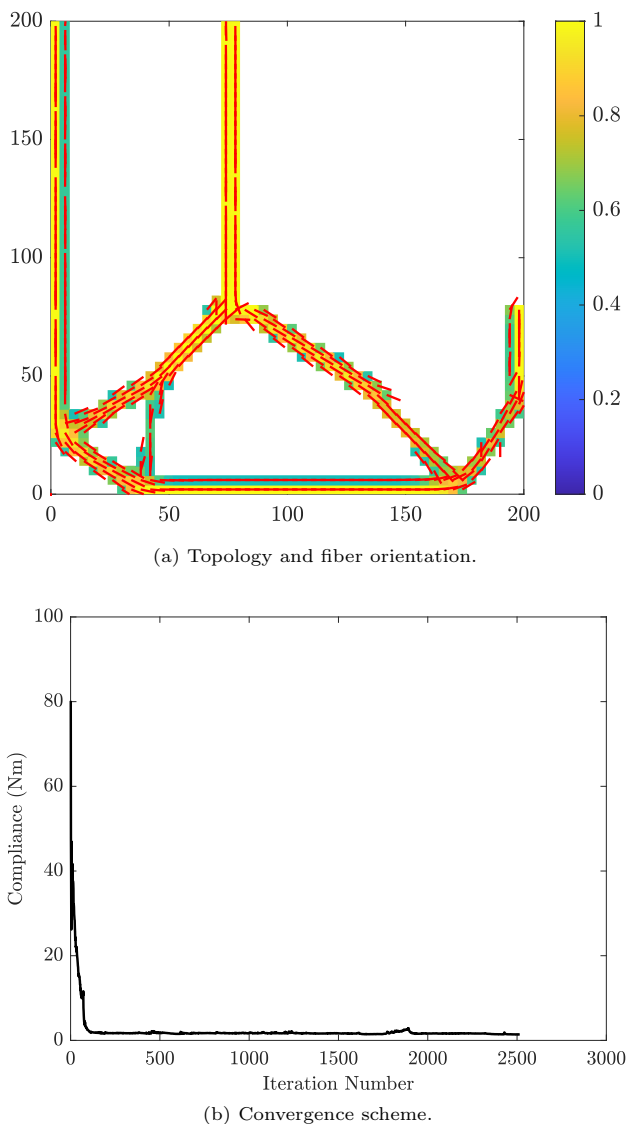 200
150
100
50
0
0 50 100 150 200
1
0.8
0.6
0.4
0.2
0
(a) Topology and fiber orientation.
100
80
60
40
20
0
Compliance (Nm)
0 500 1000 1500 2000 2500 3000
Iteration Number
(b) Convergence scheme.